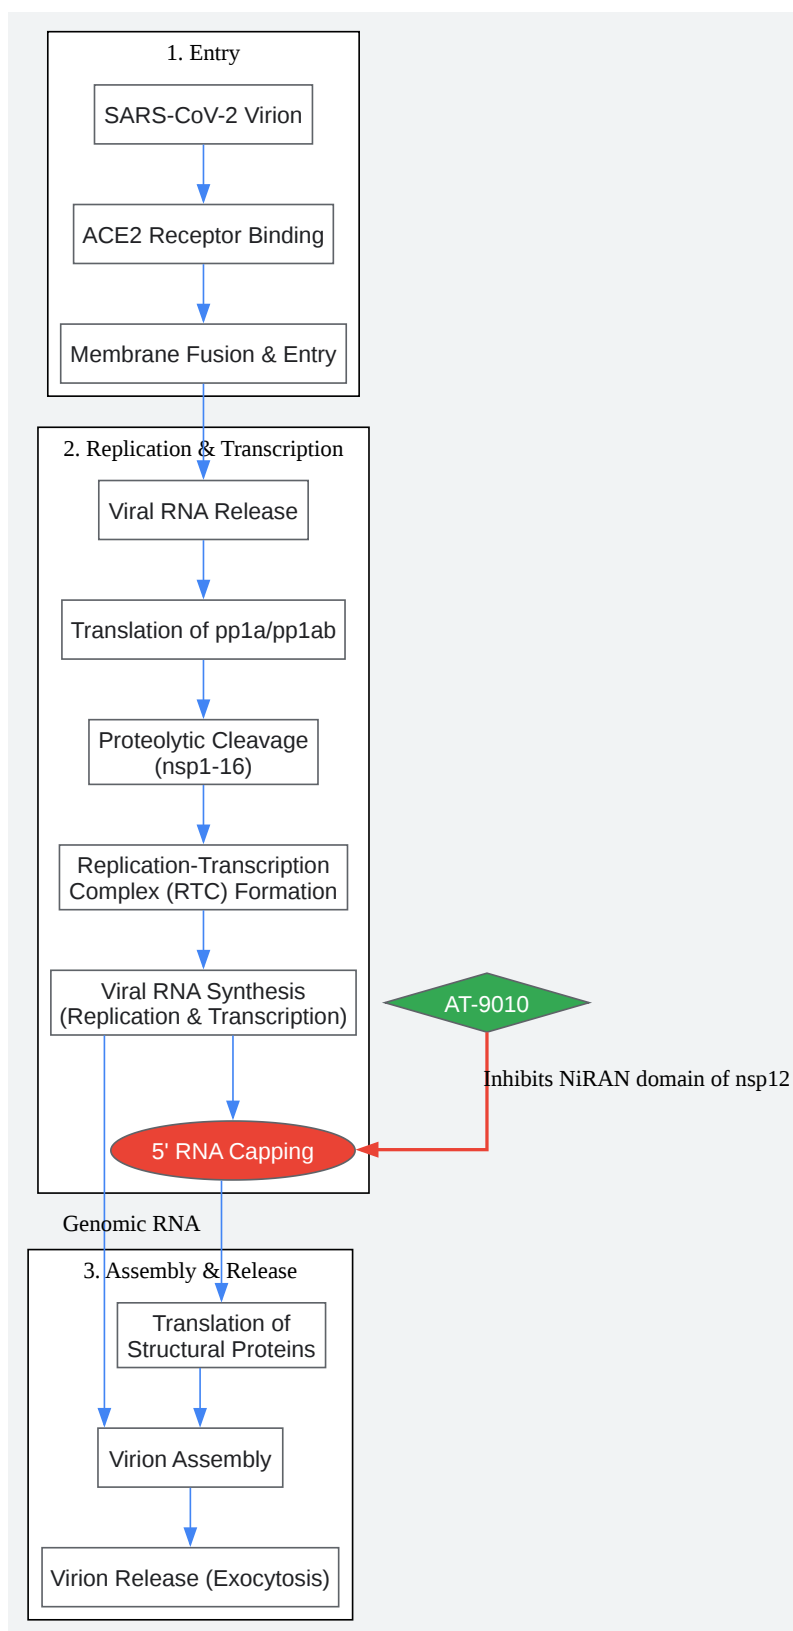 1. Entry
SARS-CoV-2 Virion
ACE2 Receptor Binding
Membrane Fusion & Entry
2. Replication & Transcription
Viral RNA Release
Translation of pp1a/pp1ab
Proteolytic Cleavage
(nsp1-16)
Replication-Transcription
Complex (RTC) Formation
Viral RNA Synthesis
(Replication & Transcription)
AT-9010
Inhibits NiRAN domain of nsp12
5' RNA Capping
Genomic RNA
3. Assembly & Release
Translation of
Structural Proteins
Virion Assembly
Virion Release (Exocytosis)